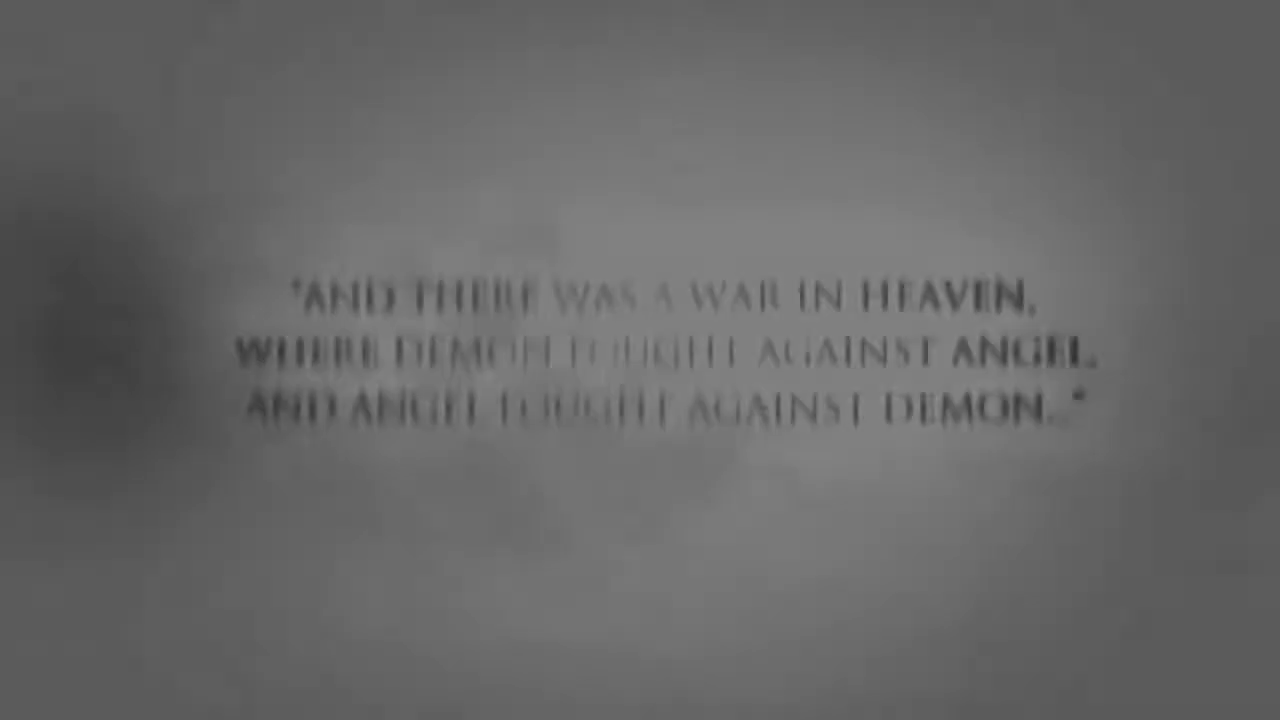 "AND THERE WAS A WAR IN HEAVEN,
WHERE DEMON FOUGHT AGAINST ANGEL,
AND ANGEL FOUGHT AGAINST DEMON..."